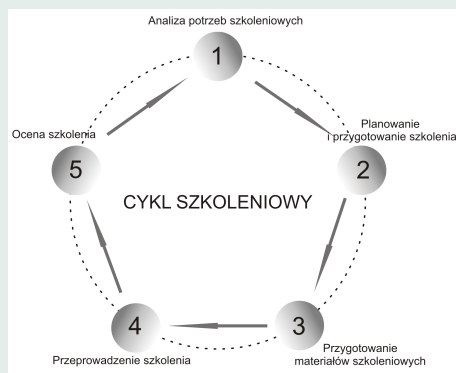 Analiza potrzeb szkoleniowych
1
Planowanie
i przygotowanie szkolenia
2
Ocena szkolenia
5
CYKL SZKOLENIOWY
4
3
Przeprowadzenie szkolenia
Przygotowanie
materiałów szkoleniowych